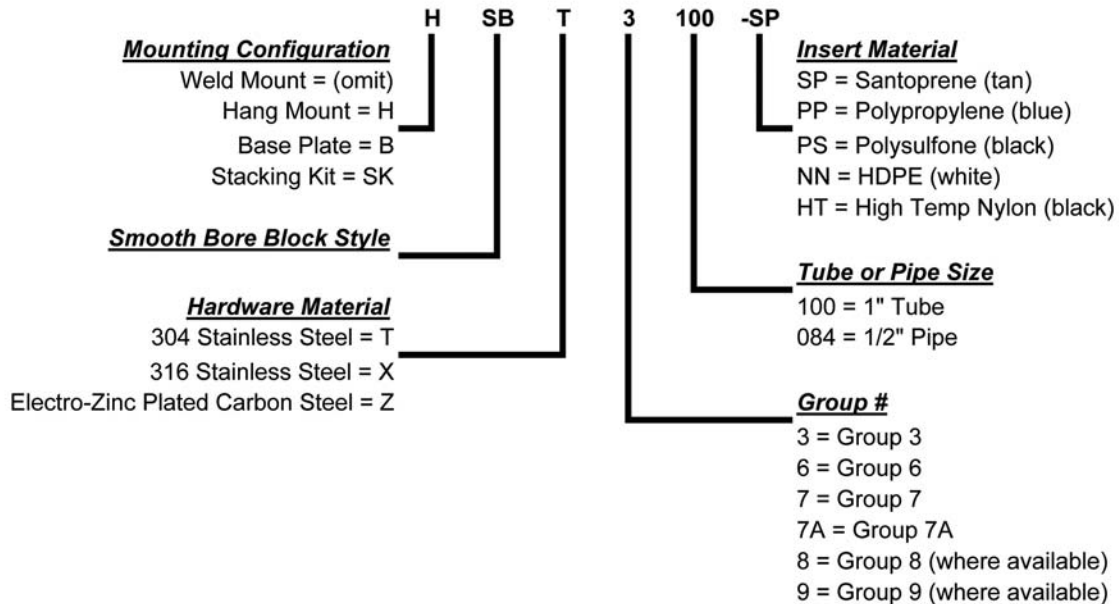 H SB T 3 100 -SP
Mounting Configuration
Weld Mount = (omit)
Hang Mount = H
Base Plate = B
Stacking Kit = SK
Smooth Bore Block Style
Hardware Material
304 Stainless Steel = T
316 Stainless Steel = X
Electro-Zinc Plated Carbon Steel = Z
Insert Material
SP = Santoprene (tan)
PP = Polypropylene (blue)
PS = Polysulfone (black)
NN = HDPE (white)
HT = High Temp Nylon (black)
Tube or Pipe Size
100 = 1" Tube
084 = 1/2" Pipe
Group #
3 = Group 3
6 = Group 6
7 = Group 7
7A = Group 7A
8 = Group 8 (where available)
9 = Group 9 (where available)